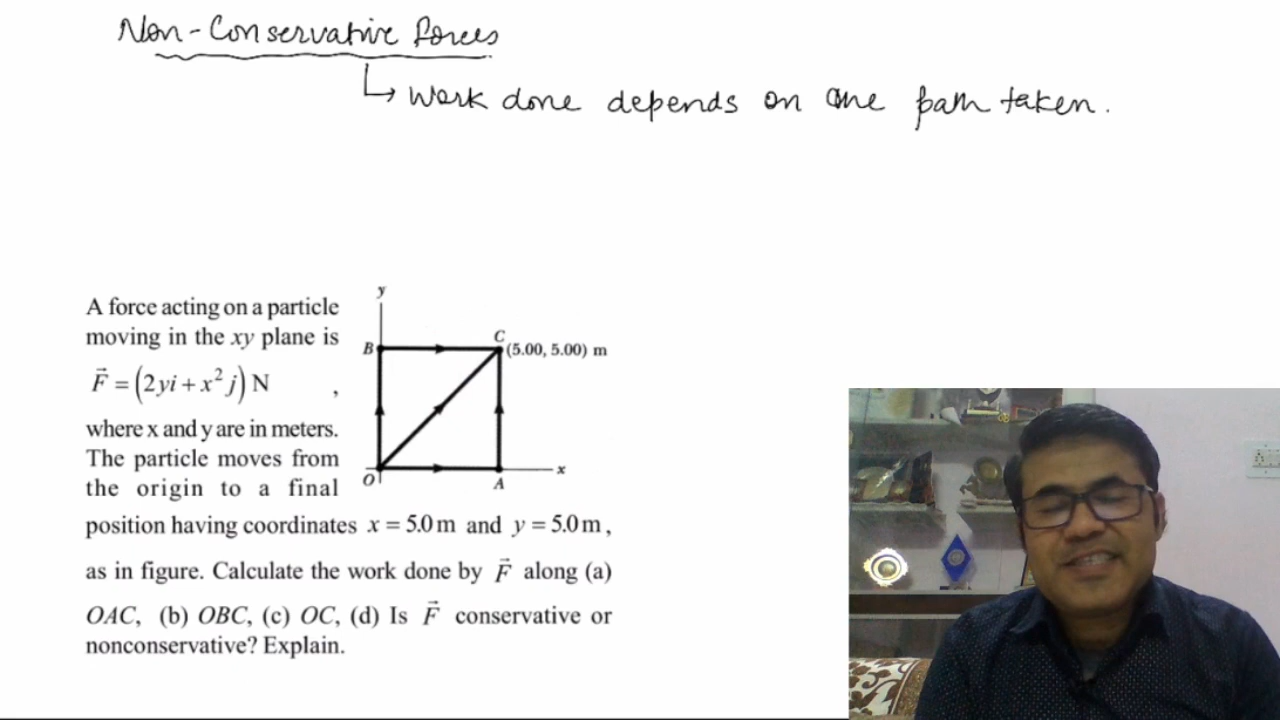 Non-Conservative Forces
↳ Work done depends on the path taken.
A force acting on a particle
moving in the xy plane is
F⃗ = (2yi + x² j) N ,
where x and y are in meters.
The particle moves from
the origin to a final
position having coordinates x = 5.0 m and y = 5.0 m ,
as in figure. Calculate the work done by F⃗ along (a)
OAC, (b) OBC, (c) OC, (d) Is F⃗ conservative or
nonconservative? Explain.
y
B
C
(5.00, 5.00) m
O
A
x